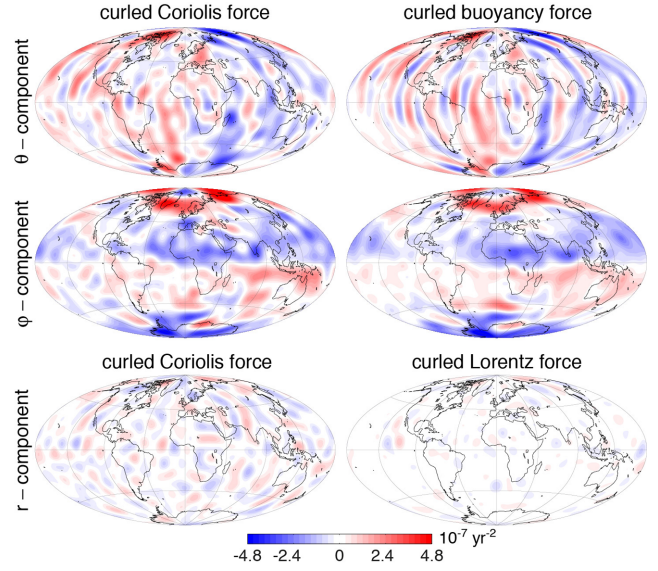 curled Coriolis force
curled buoyancy force
θ – component
φ – component
curled Coriolis force
curled Lorentz force
r – component
10⁻⁷ yr⁻²
-4.8 -2.4 0 2.4 4.8